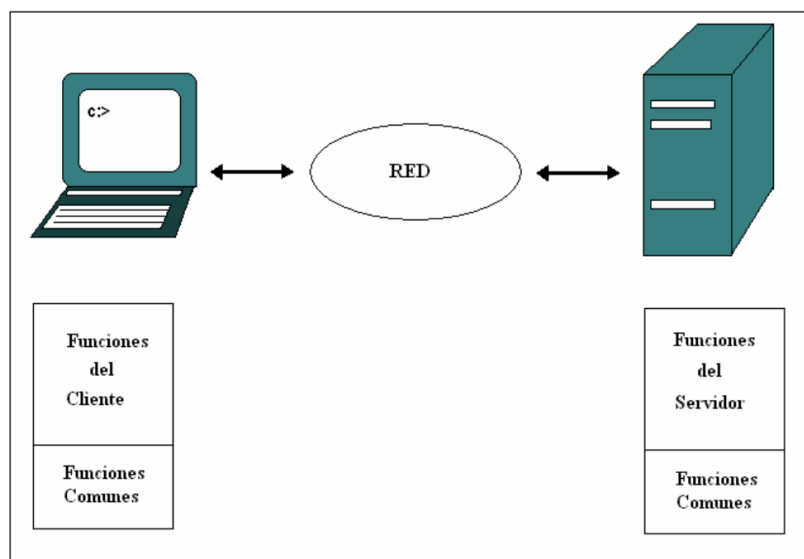 c:>
RED
Funciones
del
Cliente
Funciones
Comunes
Funciones
del
Servidor
Funciones
Comunes